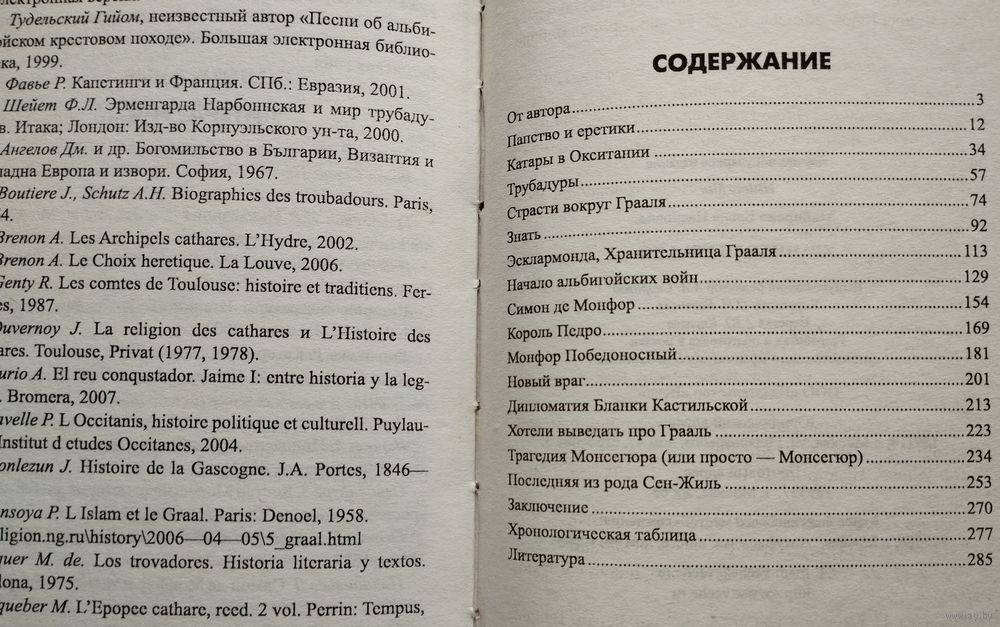 Тудельский Гийом, неизвестный автор «Песни об альби-
йском крестовом походе». Большая электронная библио-
ка, 1999.
Фавье Р. Капетинги и Франция. СПб.: Евразия, 2001.
Шейет Ф.Л. Эрменгарда Нарбоннская и мир трубаду-
в. Итака; Лондон: Изд-во Корнуэльского ун-та, 2000.
Ангелов Дм. и др. Богомильство в Българии, Византия и
падна Европа и извори. София, 1967.
Boutiere J., Schutz A.H. Biographies des troubadours. Paris,
4.
Brenon A. Les Archipels cathares. L'Hydre, 2002.
Brenon A. Le Choix heretique. La Louve, 2006.
Genty R. Les comtes de Toulouse: histoire et traditiens. Fer-
es, 1987.
Duvernoy J. La religion des cathares и L'Histoire des
ares. Toulouse, Privat (1977, 1978).
urio A. El reu conqustador. Jaime I: entre historia y la leg-
. Bromera, 2007.
avelle P. L Occitanis, histoire politique et culturell. Puylau-
Institut d etudes Occitanes, 2004.
onlezun J. Histoire de la Gascogne. J.A. Portes, 1846—
nsoya P. L Islam et le Graal. Paris: Denoel, 1958.
ligion.ng.ru\history\2006—04—05\5_graal.html
quer M. de. Los trovadores. Historia literaria y textos.
lona, 1975.
queber M. L'Epopee cathare, reed. 2 vol. Perrin: Tempus,
СОДЕРЖАНИЕ
От автора 3
Папство и еретики 12
Катары в Окситании 34
Трубадуры 57
Страсти вокруг Грааля 74
Знать 92
Эсклармонда, Хранительница Грааля 113
Начало альбигойских войн 129
Симон де Монфор 154
Король Педро 169
Монфор Победоносный 181
Новый враг 201
Дипломатия Бланки Кастильской 213
Хотели выведать про Грааль 223
Трагедия Монсегюра (или просто — Монсегюр) 234
Последняя из рода Сен-Жиль 253
Заключение 270
Хронологическая таблица 277
Литература 285